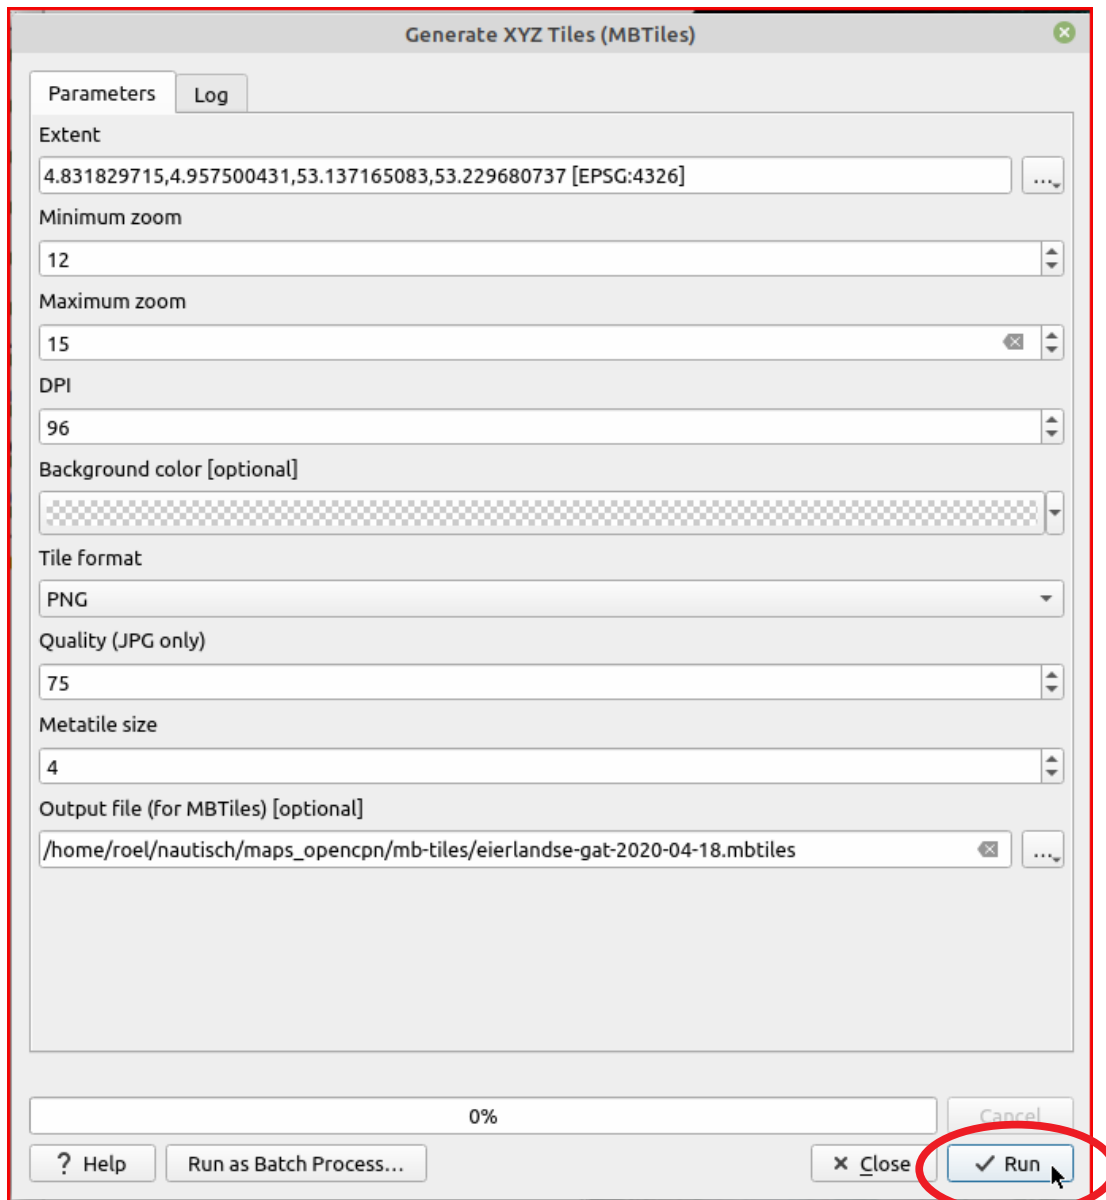 Generate XYZ Tiles (MBTiles)
Parameters Log
Extent
4.831829715,4.957500431,53.137165083,53.229680737 [EPSG:4326]
...
Minimum zoom
12
Maximum zoom
15
DPI
96
Background color [optional]
Tile format
PNG
Quality (JPG only)
75
Metatile size
4
Output file (for MBTiles) [optional]
/home/roel/nautisch/maps_opencpn/mb-tiles/eierlandse-gat-2020-04-18.mbtiles
...
0% Cancel
? Help Run as Batch Process... Close Run